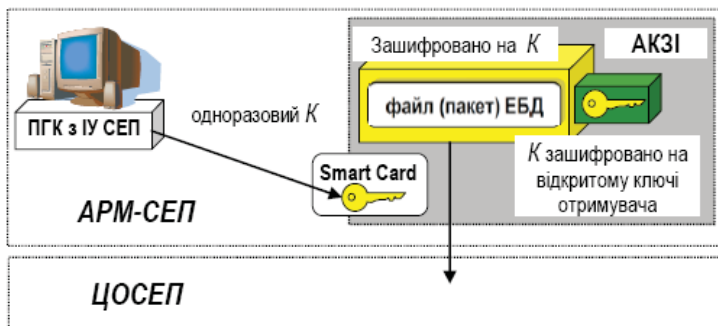 Зашифровано на К
АКЗІ
файл (пакет) ЕБД
ПГК з ІУ СЕП
одноразовий К
Smart Card
К зашифровано на
відкритому ключі
отримувача
АРМ-СЕП
ЦОСЕП